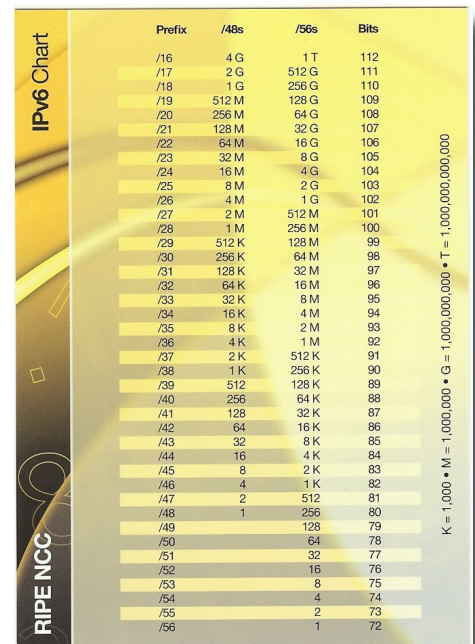 IPv6 Chart
RIPE NCC
Prefix /48s /56s Bits
/16 4 G 1 T 112
/17 2 G 512 G 111
/18 1 G 256 G 110
/19 512 M 128 G 109
/20 256 M 64 G 108
/21 128 M 32 G 107
/22 64 M 16 G 106
/23 32 M 8 G 105
/24 16 M 4 G 104
/25 8 M 2 G 103
/26 4 M 1 G 102
/27 2 M 512 M 101
/28 1 M 256 M 100
/29 512 K 128 M 99
/30 256 K 64 M 98
/31 128 K 32 M 97
/32 64 K 16 M 96
/33 32 K 8 M 95
/34 16 K 4 M 94
/35 8 K 2 M 93
/36 4 K 1 M 92
/37 2 K 512 K 91
/38 1 K 256 K 90
/39 512 128 K 89
/40 256 64 K 88
/41 128 32 K 87
/42 64 16 K 86
/43 32 8 K 85
/44 16 4 K 84
/45 8 2 K 83
/46 4 1 K 82
/47 2 512 81
/48 1 256 80
/49 128 79
/50 64 78
/51 32 77
/52 16 76
/53 8 75
/54 4 74
/55 2 73
/56 1 72
K = 1,000 • M = 1,000,000 • G = 1,000,000,000 • T = 1,000,000,000,000